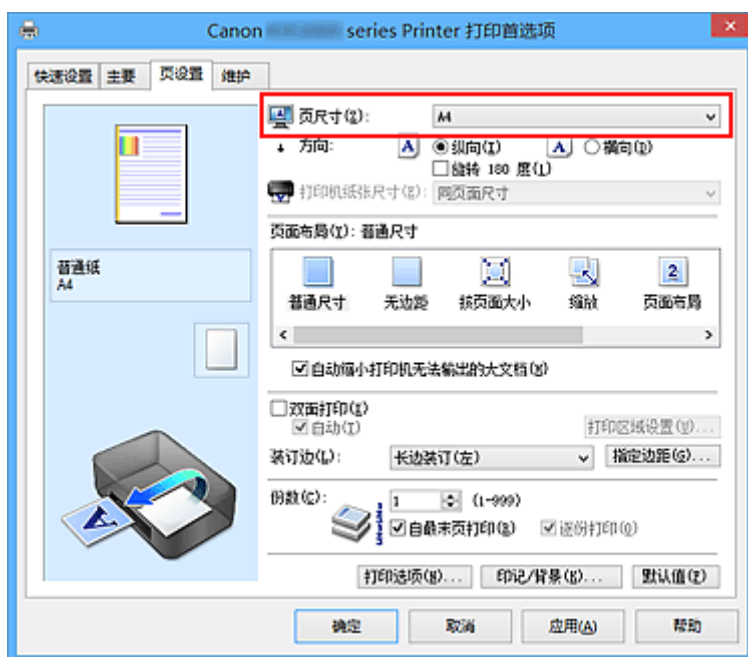 Canon series Printer 打印首选项
快速设置 主要 页设置 维护
页尺寸(Z): A4
方向: A 纵向(I) A 横向(D)
旋转 180 度(L)
打印机纸张尺寸(E): 同页面尺寸
页面布局(Y): 普通尺寸
普通尺寸 无边距 按页面大小 缩放 页面布局
自动缩小打印机无法输出的大文档(N)
普通纸
A4
双面打印(X)
自动(T) 打印区域设置(U)...
装订边(L): 长边装订(左) 指定边距(G)...
份数(C): 1 (1-999)
自最末页打印(R) 逐份打印(O)
打印选项(N)... 印记/背景(K)... 默认值(F)
确定 取消 应用(A) 帮助